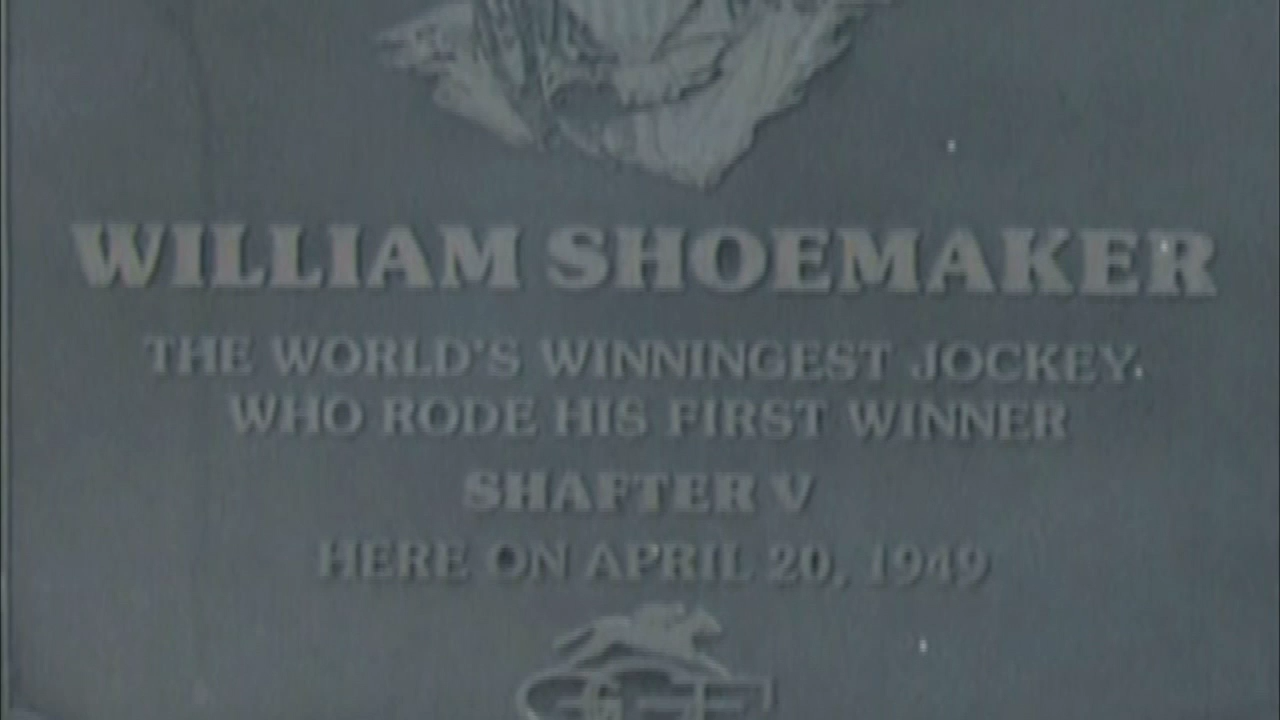 WILLIAM SHOEMAKER
THE WORLD'S WINNINGEST JOCKEY.
WHO RODE HIS FIRST WINNER
SHAFTER V
HERE ON APRIL 20, 1949